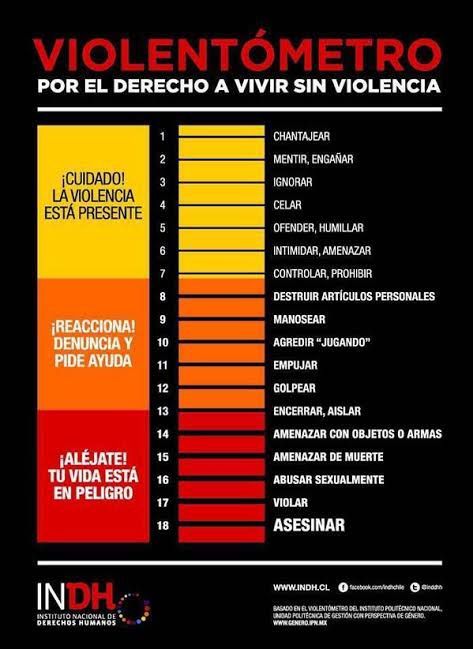 VIOLENTÓMETRO
POR EL DERECHO A VIVIR SIN VIOLENCIA
¡CUIDADO!
LA VIOLENCIA
ESTÁ PRESENTE
1 CHANTAJEAR
2 MENTIR, ENGAÑAR
3 IGNORAR
4 CELAR
5 OFENDER, HUMILLAR
6 INTIMIDAR, AMENAZAR
7 CONTROLAR, PROHIBIR
¡REACCIONA!
DENUNCIA Y
PIDE AYUDA
8 DESTRUIR ARTÍCULOS PERSONALES
9 MANOSEAR
10 AGREDIR “JUGANDO”
11 EMPUJAR
12 GOLPEAR
¡ALÉJATE!
TU VIDA ESTÁ
EN PELIGRO
13 ENCERRAR, AISLAR
14 AMENAZAR CON OBJETOS O ARMAS
15 AMENAZAR DE MUERTE
16 ABUSAR SEXUALMENTE
17 VIOLAR
18 ASESINAR
INDH
INSTITUTO NACIONAL DE
DERECHOS HUMANOS
WWW.INDH.CL f facebook.com/indhchile @inddhh
BASADO EN EL VIOLENTÓMETRO DEL INSTITUTO POLITÉCNICO NACIONAL,
UNIDAD POLITÉCNICA DE GESTIÓN CON PERSPECTIVA DE GÉNERO.
WWW.GENERO.IPN.MX